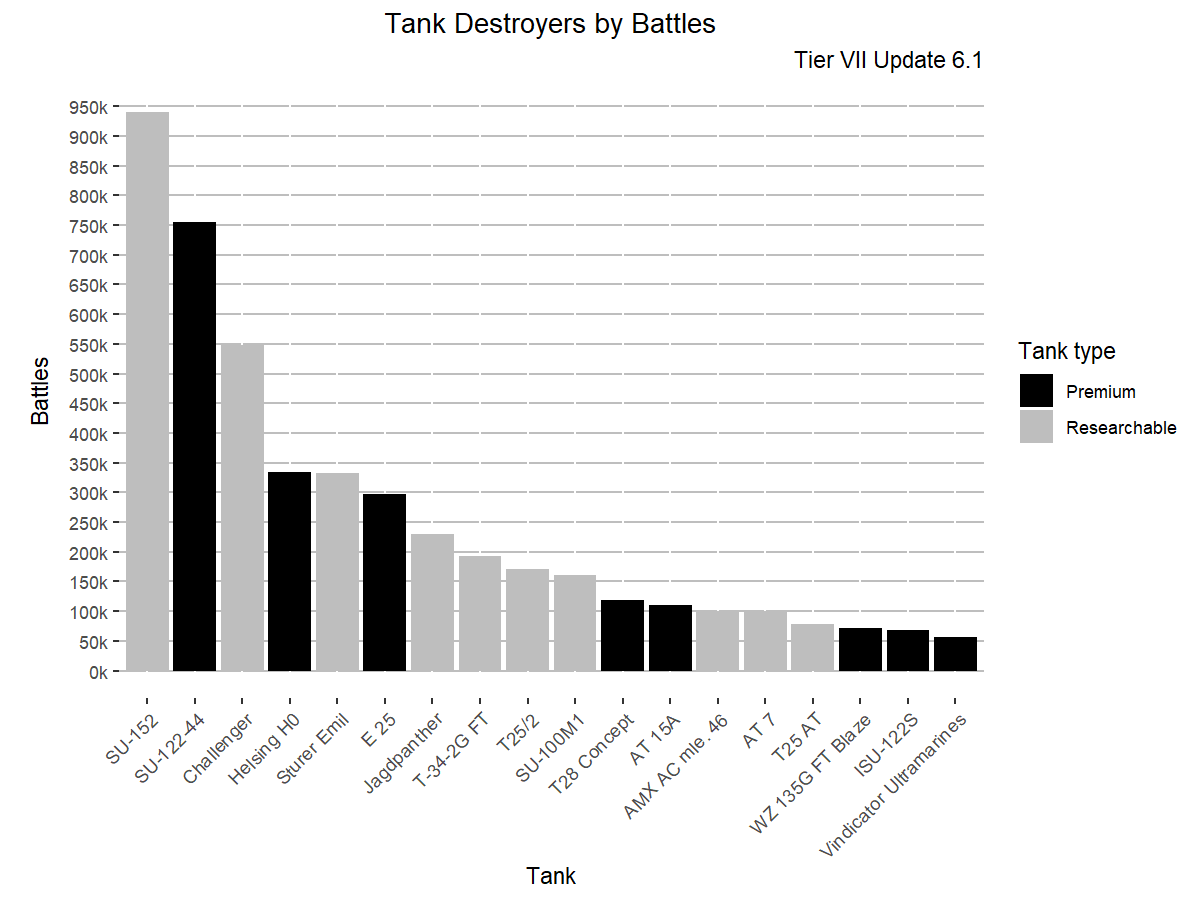 Tank Destroyers by Battles
Tier VII Update 6.1
950k
900k
850k
800k
750k
700k
650k
600k
550k
500k
450k
400k
350k
300k
250k
200k
150k
100k
50k
0k
Battles
SU-152
SU-122-44
Challenger
Helsing H0
Sturer Emil
E 25
Jagdpanther
T-34-2G FT
T25/2
SU-100M1
T28 Concept
AT 15A
AMX AC mle. 46
AT 7
T25 AT
WZ 135G FT Blaze
ISU-122S
Vindicator Ultramarines
Tank
Tank type
Premium
Researchable